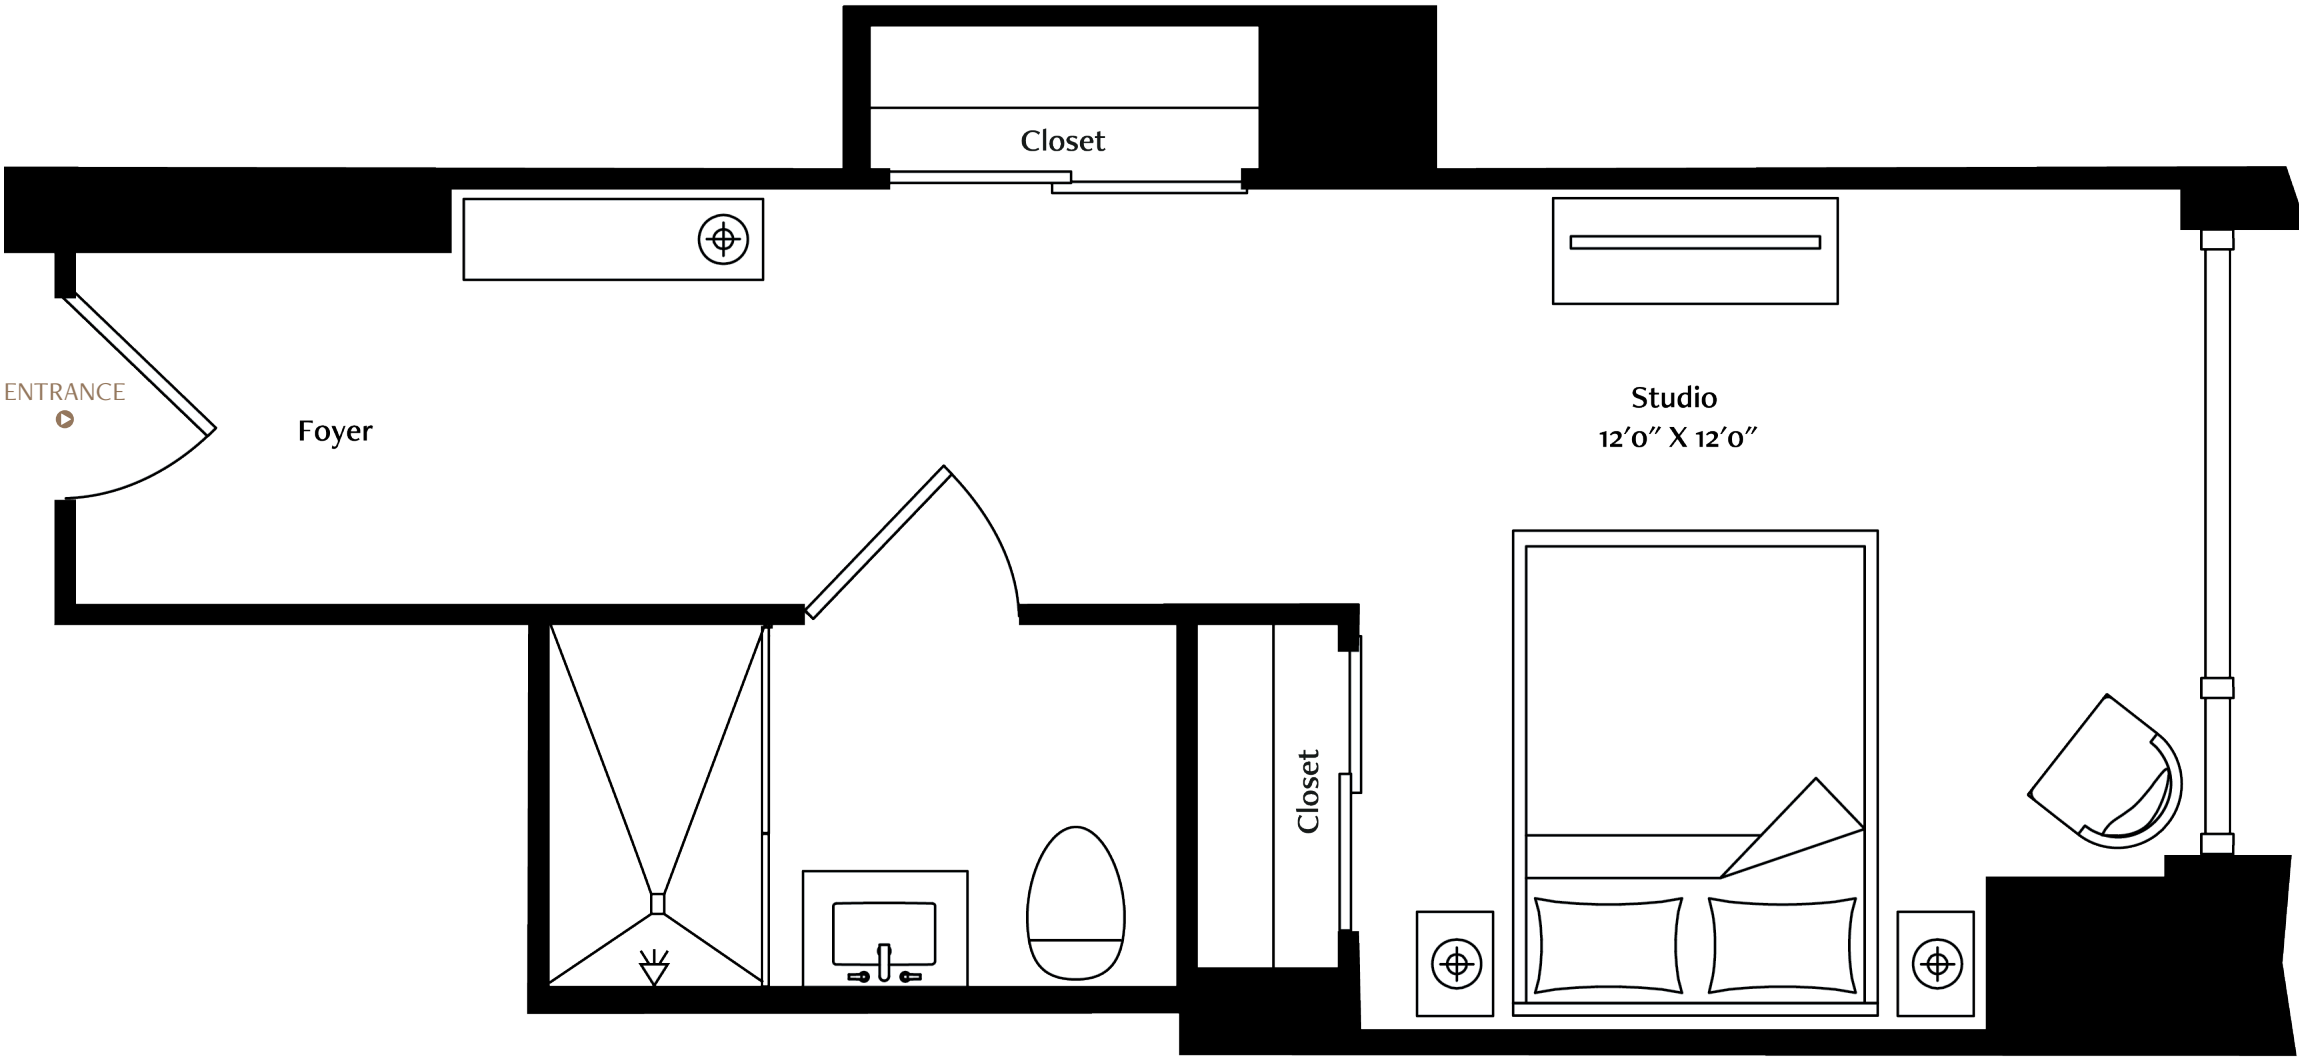 Closet
ENTRANCE
Foyer
Studio
12'0" X 12'0"
Closet